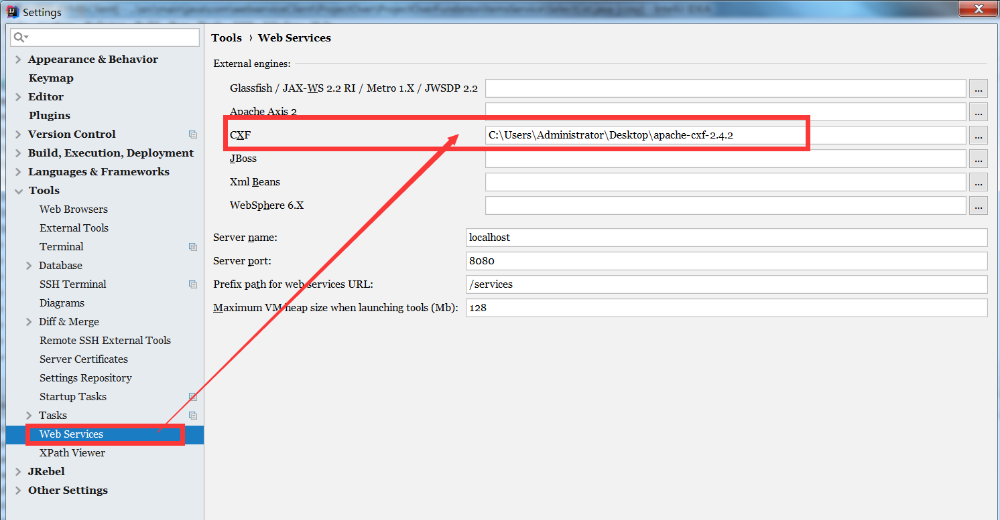 Settings
Appearance & Behavior
Keymap
Editor
Plugins
Version Control
Build, Execution, Deployment
Languages & Frameworks
Tools
Web Browsers
External Tools
Terminal
Database
SSH Terminal
Diagrams
Diff & Merge
Remote SSH External Tools
Server Certificates
Settings Repository
Startup Tasks
Tasks
Web Services
XPath Viewer
JRebel
Other Settings
Tools › Web Services
External engines:
Glassfish / JAX-WS 2.2 RI / Metro 1.X / JWSDP 2.2 ...
Apache Axis 2 ...
CXF C:\Users\Administrator\Desktop\apache-cxf-2.4.2 ...
JBoss ...
Xml Beans ...
WebSphere 6.X ...
Server name: localhost
Server port: 8080
Prefix path for web services URL: /services
Maximum VM heap size when launching tools (Mb): 128